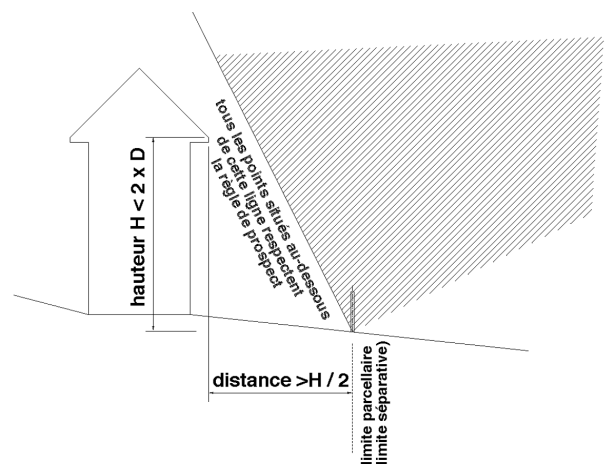 hauteur H < 2 x D
tous les points situés au-dessous
de cette ligne respectent
la règle de prospect
distance >H / 2
limite parcellaire
limite séparative)